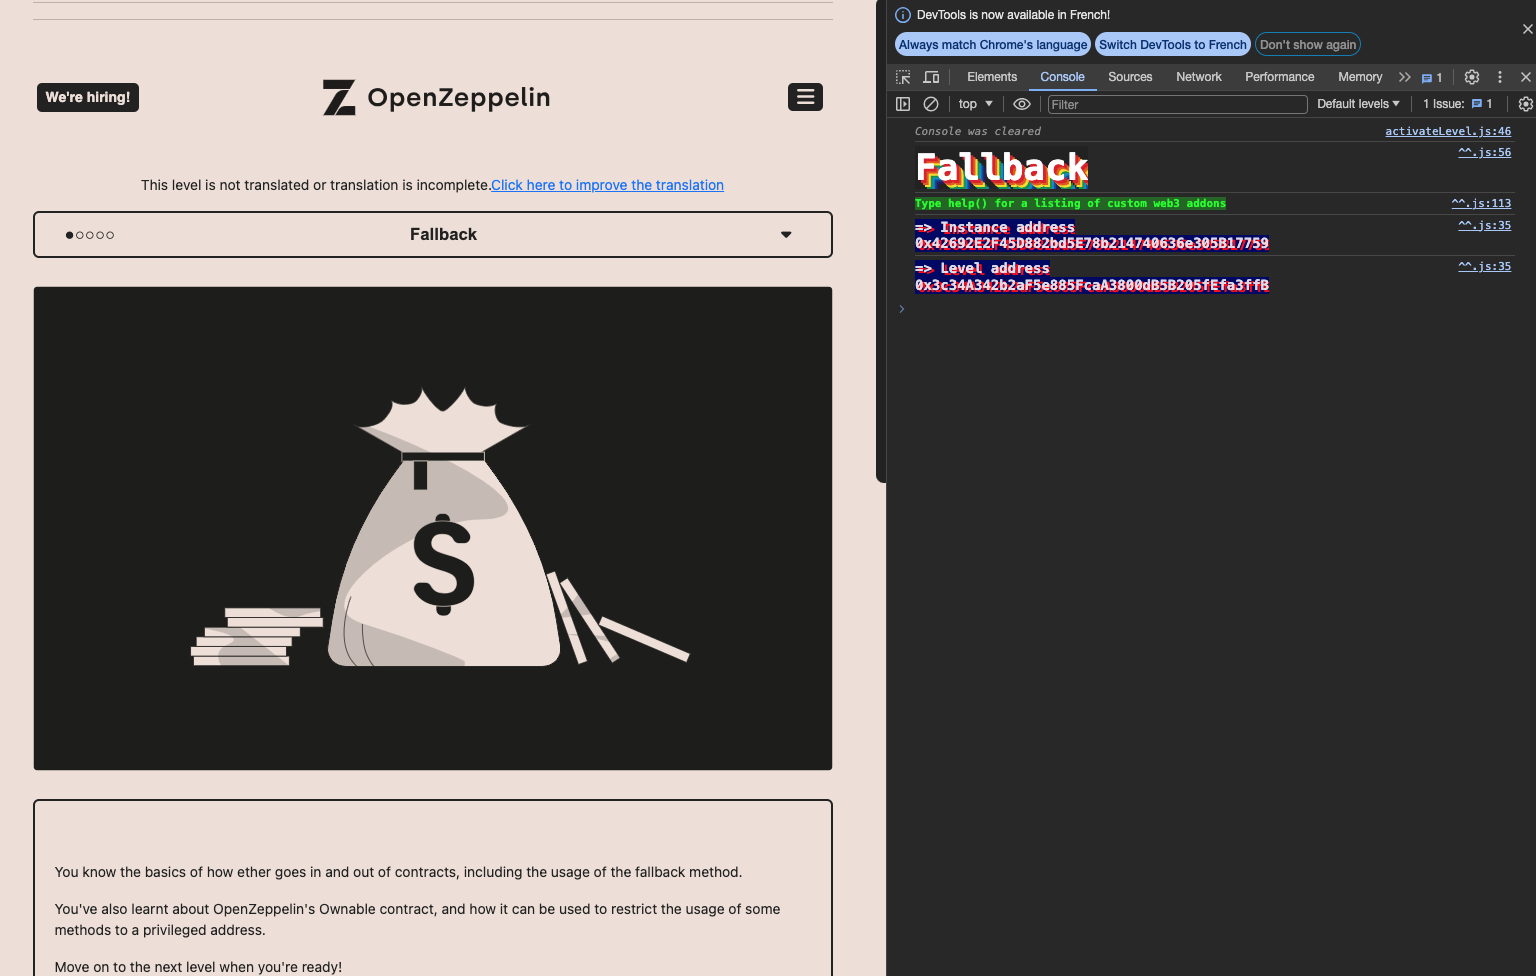 We're hiring!
OpenZeppelin
This level is not translated or translation is incomplete.Click here to improve the translation
Fallback
$
You know the basics of how ether goes in and out of contracts, including the usage of the fallback method.
You've also learnt about OpenZeppelin's Ownable contract, and how it can be used to restrict the usage of some
methods to a privileged address.
Move on to the next level when you're ready!
DevTools is now available in French!
Always match Chrome's language Switch DevTools to French Don't show again
Elements Console Sources Network Performance Memory 1
top Filter Default levels 1 Issue: 1
Console was cleared activateLevel.js:46
Fallback ^^.js:56
Type help() for a listing of custom web3 addons ^^.js:113
=> Instance address ^^.js:35
0x42692E2F45D882bd5E78b214740636e305B17759
=> Level address ^^.js:35
0x3c34A342b2aF5e885FcaA3800dB5B205fEfa3ffB